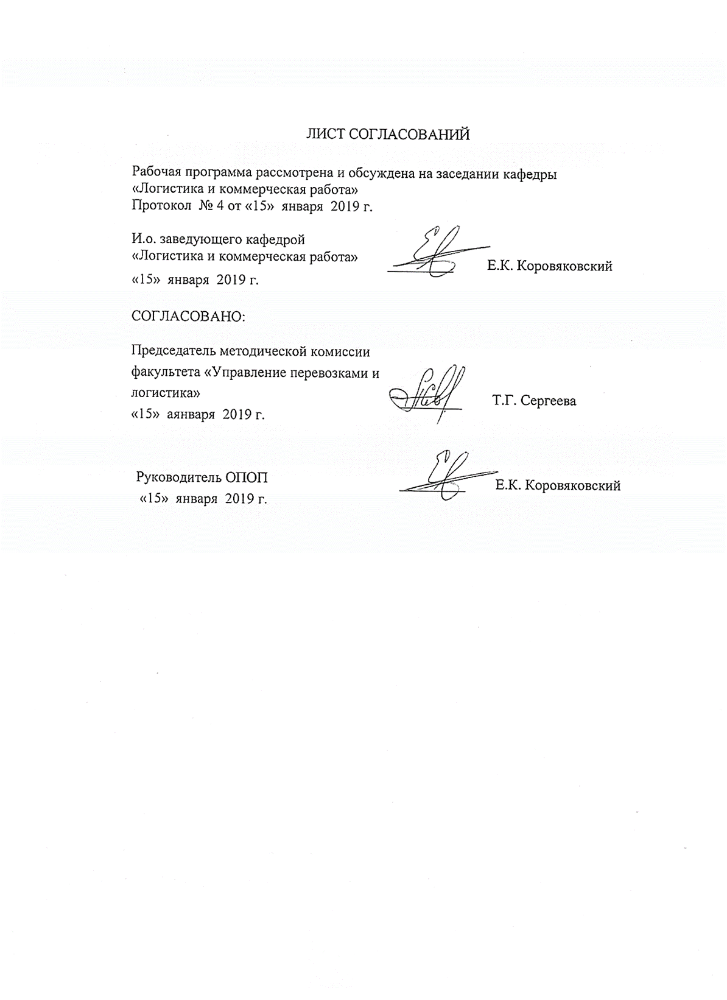 ЛИСТ СОГЛАСОВАНИЙ
Рабочая программа рассмотрена и обсуждена на заседании кафедры
«Логистика и коммерческая работа»
Протокол № 4 от «15» января 2019 г.
И.о. заведующего кафедрой
«Логистика и коммерческая работа»
Е.К. Коровяковский
«15» января 2019 г.
СОГЛАСОВАНО:
Председатель методической комиссии
факультета «Управление перевозками и
логистика»
Т.Г. Сергеева
«15» аянваря 2019 г.
Руководитель ОПОП
Е.К. Коровяковский
«15» января 2019 г.